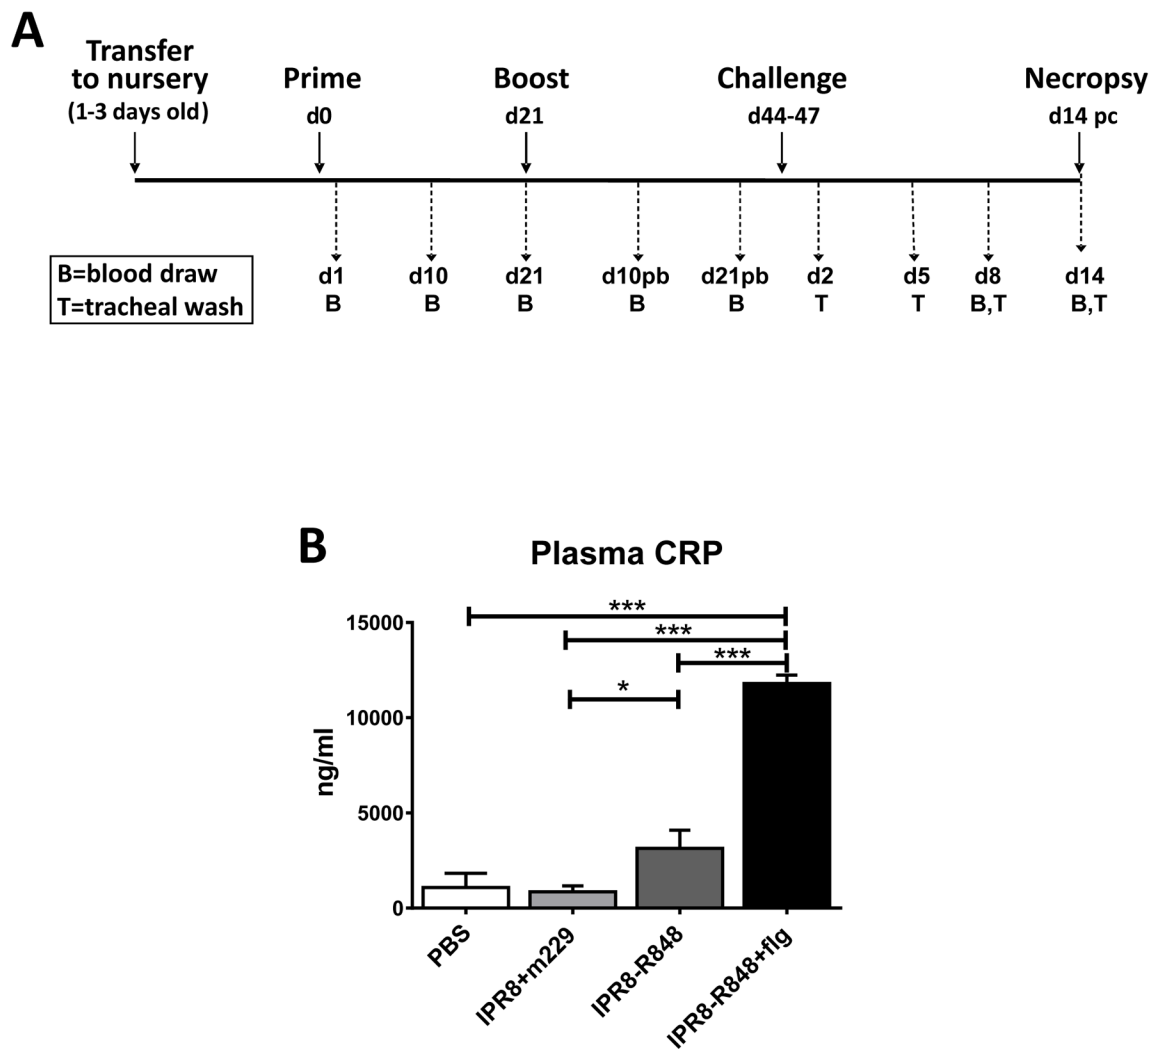 A
Transfer
to nursery
(1-3 days old)
Prime
d0
Boost
d21
Challenge
d44-47
Necropsy
d14 pc
B=blood draw
T=tracheal wash
d1
B
d10
B
d21
B
d10pb
B
d21pb
B
d2
T
d5
T
d8
B,T
d14
B,T
B
Plasma CRP
***
***
***
*
15000
10000
5000
0
ng/ml
PBS
IPR8+m229
IPR8-R848
IPR8-R848+flg